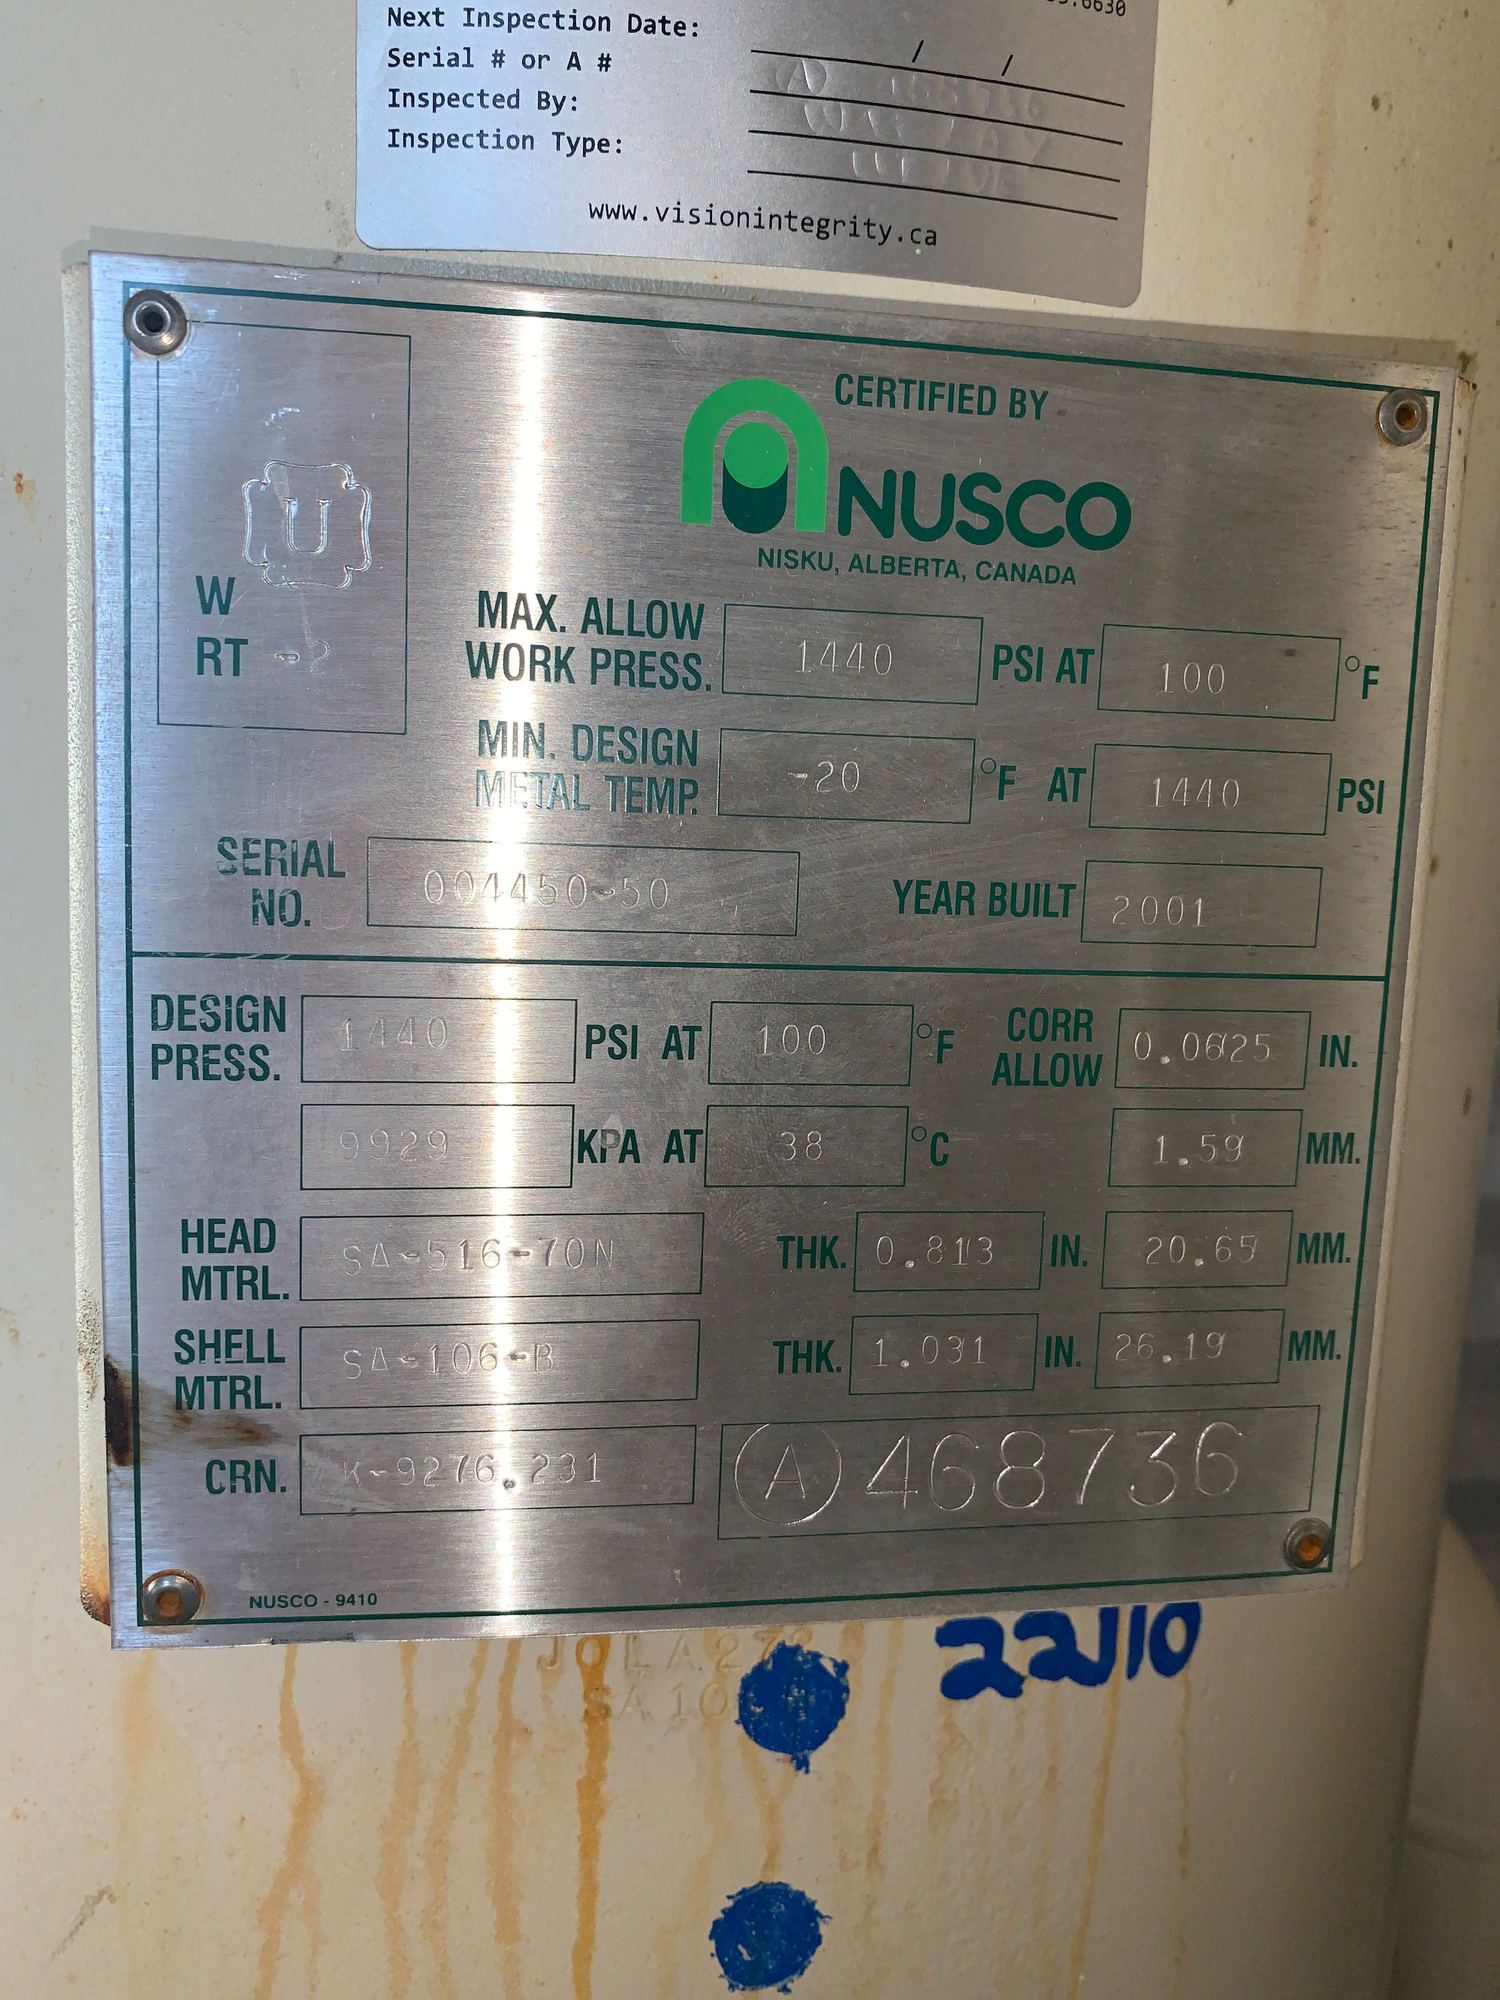 Next Inspection Date: / /
Serial # or A #
Inspected By:
Inspection Type:
www.visionintegrity.ca
CERTIFIED BY
NUSCO
NISKU, ALBERTA, CANADA
U
W
RT -2
MAX. ALLOW WORK PRESS. 1440 PSI AT 100 °F
MIN. DESIGN METAL TEMP. -20 °F AT 1440 PSI
SERIAL NO. 004450-50 YEAR BUILT 2001
DESIGN PRESS. 1440 PSI AT 100 °F CORR ALLOW 0.0625 IN.
9929 KPA AT 38 °C 1.59 MM.
HEAD MTRL. SA-516-70N THK. 0.813 IN. 20.65 MM.
SHELL MTRL. SA-106-B THK. 1.031 IN. 26.19 MM.
CRN. K-9276.231 A 468736
NUSCO - 9410